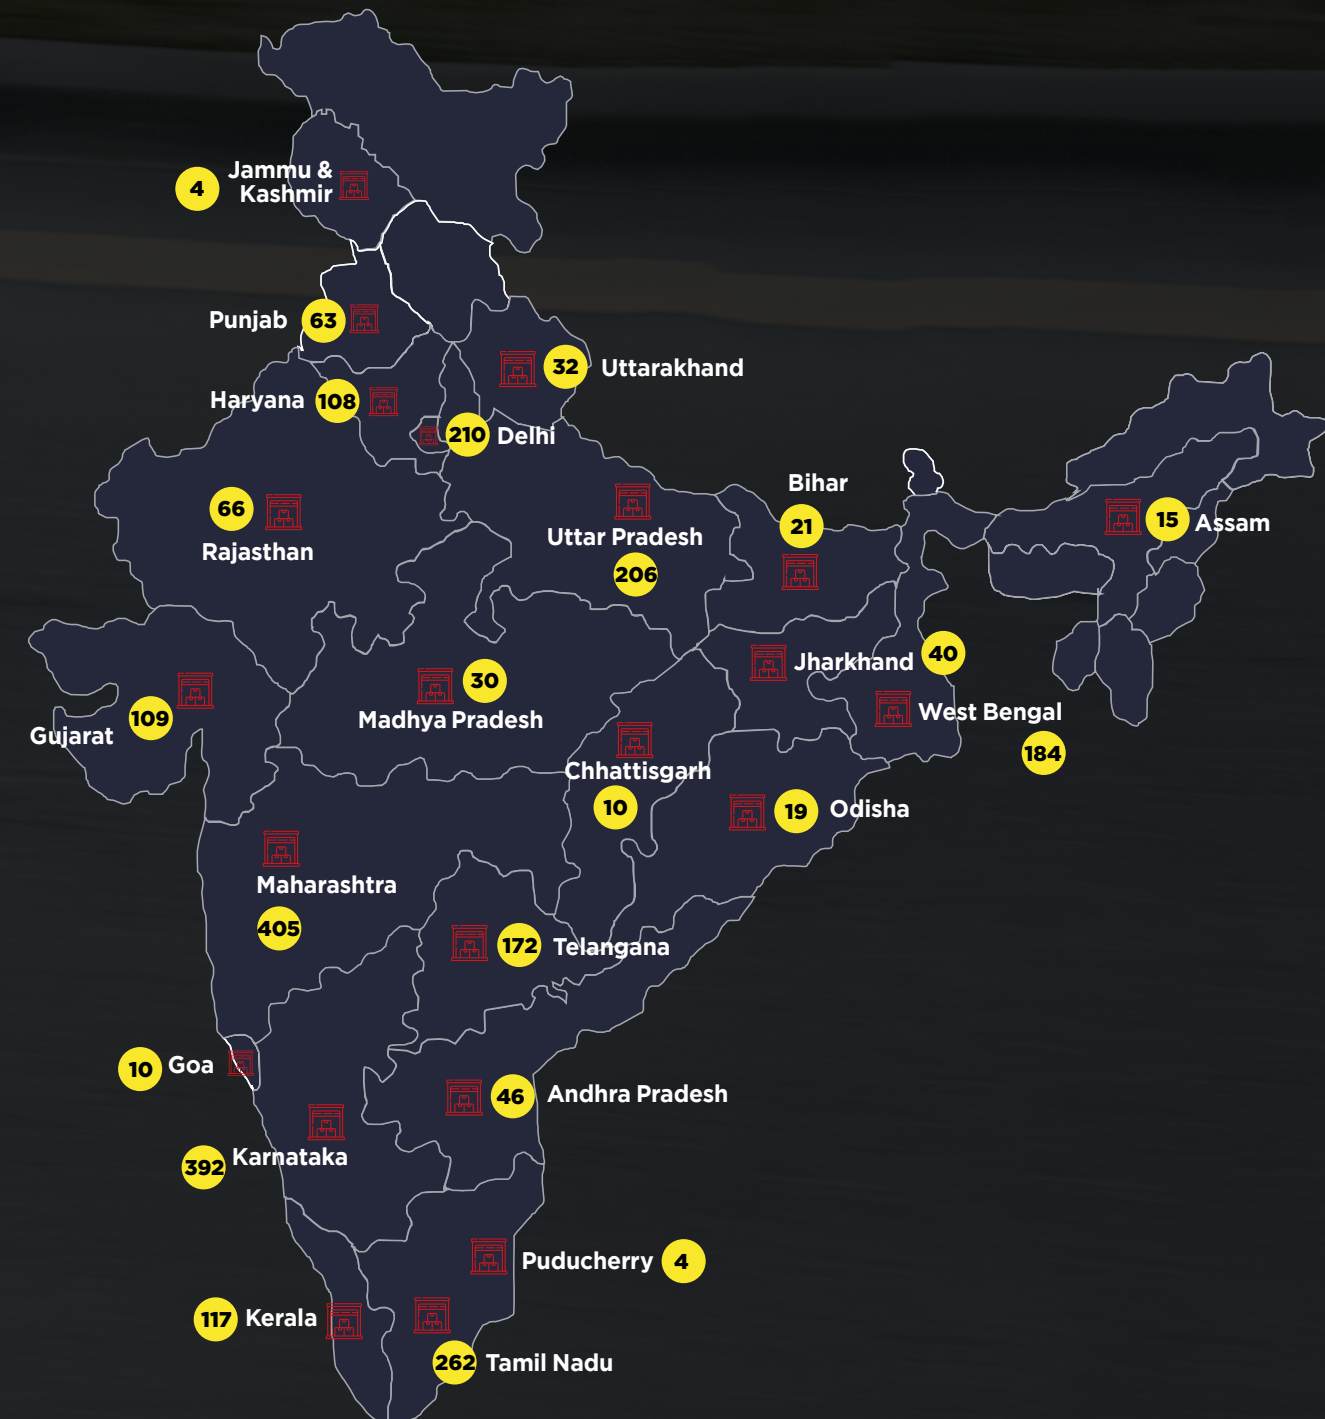 4
Jammu &
Kashmir
Punjab 63
32 Uttarakhand
Haryana 108
210 Delhi
66
Rajasthan
Uttar Pradesh
206
Bihar
21
15 Assam
Jharkhand 40
30
Madhya Pradesh
109
Gujarat
West Bengal
184
Chhattisgarh
10
19 Odisha
Maharashtra
405
172 Telangana
10 Goa
46 Andhra Pradesh
392 Karnataka
Puducherry 4
117 Kerala
262 Tamil Nadu